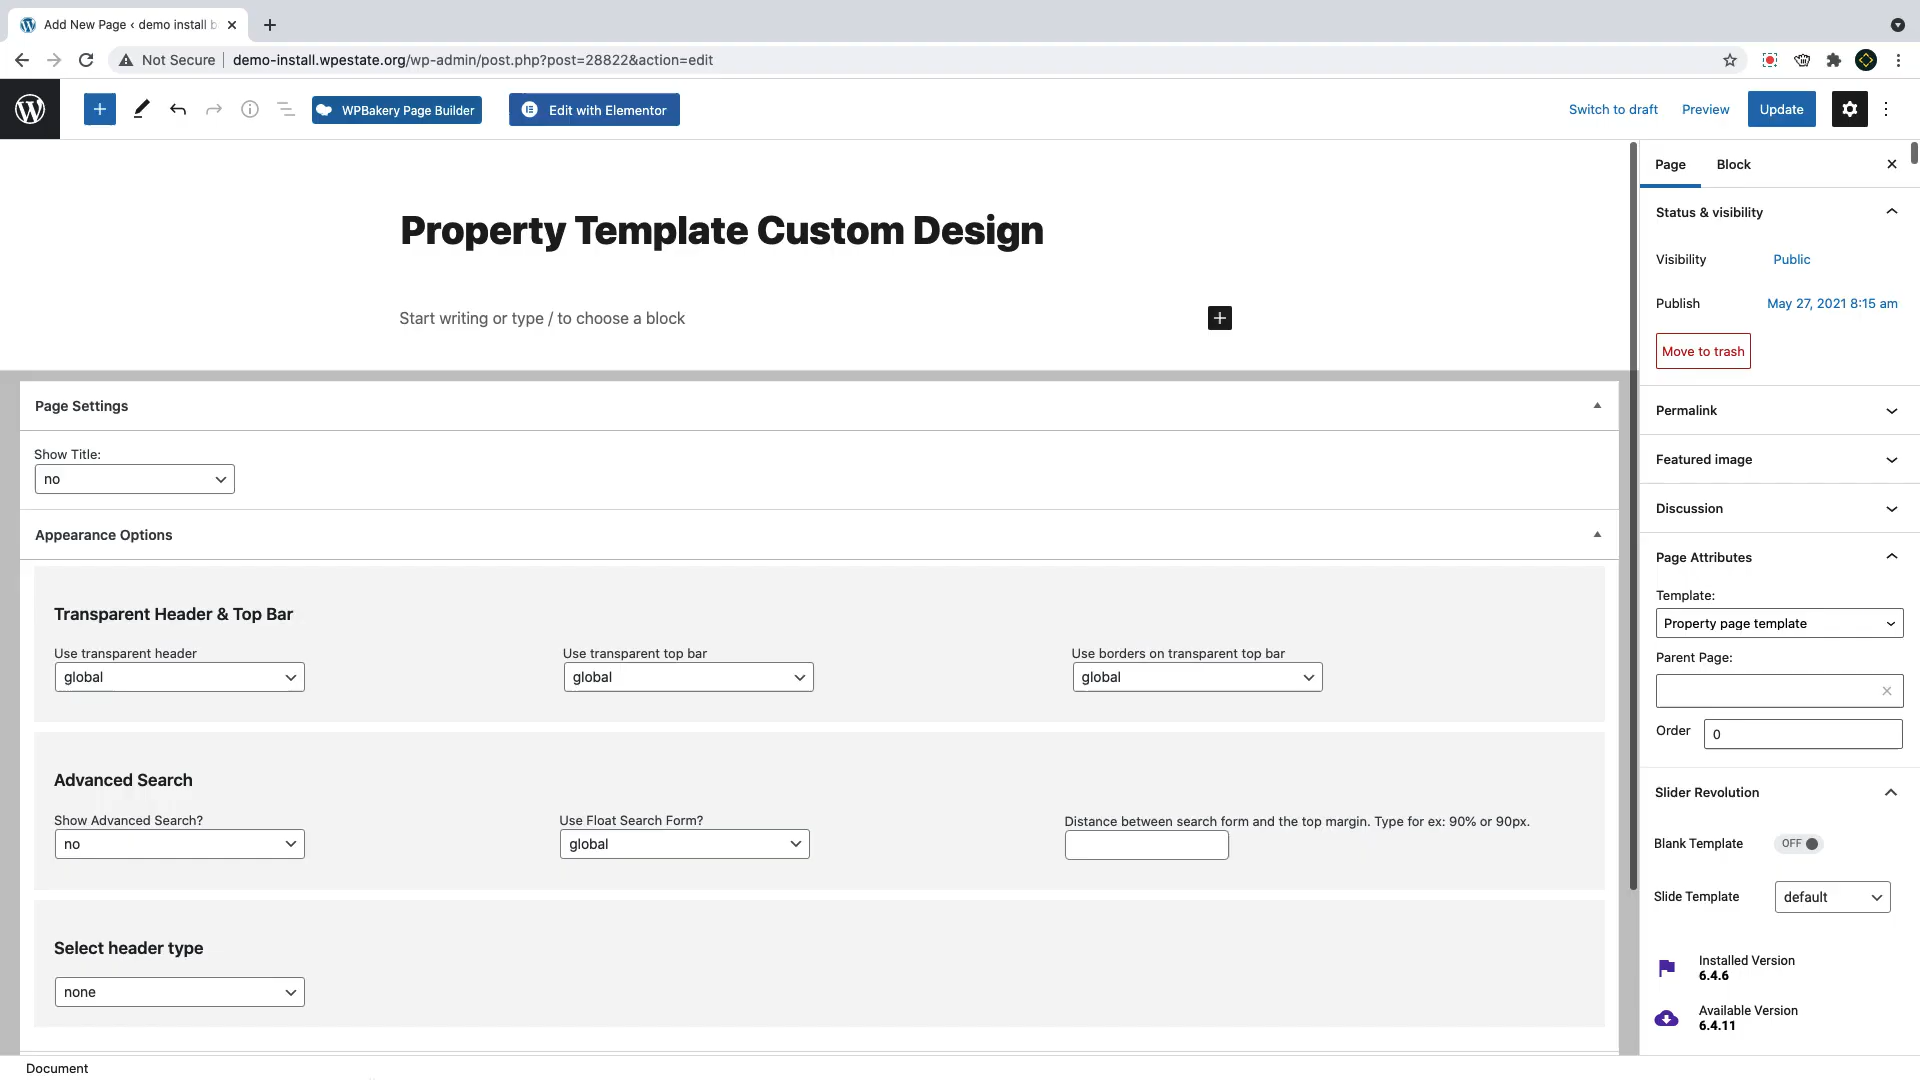 Add New Page ‹ demo install b
Not Secure
demo-install.wpestate.org/wp-admin/post.php?post=28822&action=edit
WPBakery Page Builder
Edit with Elementor
Switch to draft
Preview
Update
Property Template Custom Design
Start writing or type / to choose a block
Page Settings
Show Title:
no
Appearance Options
Transparent Header & Top Bar
Use transparent header
global
Use transparent top bar
global
Use borders on transparent top bar
global
Advanced Search
Show Advanced Search?
no
Use Float Search Form?
global
Distance between search form and the top margin. Type for ex: 90% or 90px.
Select header type
none
Document
Page
Block
Status & visibility
Visibility
Public
Publish
May 27, 2021 8:15 am
Move to trash
Permalink
Featured image
Discussion
Page Attributes
Template:
Property page template
Parent Page:
Order
0
Slider Revolution
Blank Template
OFF
Slide Template
default
Installed Version
6.4.6
Available Version
6.4.11